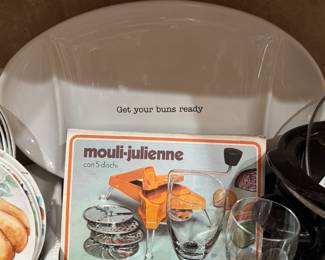 Get your buns ready
mouli-julienne
con 5 dischi